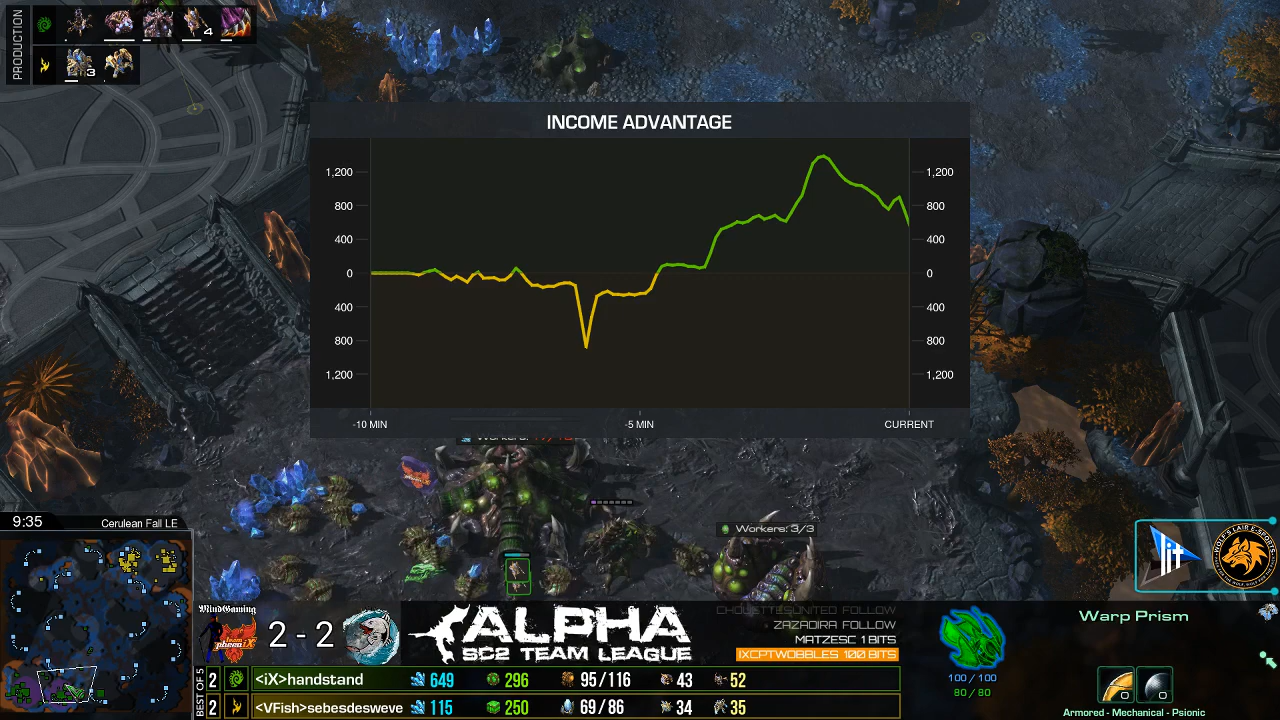 PRODUCTION
4
3
INCOME ADVANTAGE
1,200 1,200
800 800
400 400
0 0
400 400
800 800
1,200 1,200
-10 MIN -5 MIN CURRENT
Workers:
Workers: 3/3
9:35 Cerulean Fall LE
MindGaming
2 - 2
ALPHA
SC2 TEAM LEAGUE
CHOLETTESUNITED FOLLOW
ZAZADIRA FOLLOW
MATZESC 1 BITS
IXCPTWOBBLES 100 BITS
100 / 100
80 / 80
Warp Prism
0 0
Armored - Mechanical - Psionic
BEST OF 5
2 <iX>handstand 649 296 95/116 43 52
2 <VFish>sebesdesweve 115 250 69/86 34 35